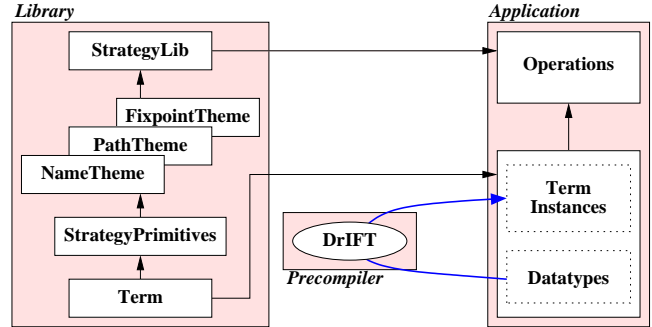 Library
StrategyLib
FixpointTheme
PathTheme
NameTheme
StrategyPrimitives
Term
DrIFT
Precompiler
Application
Operations
Term
Instances
Datatypes